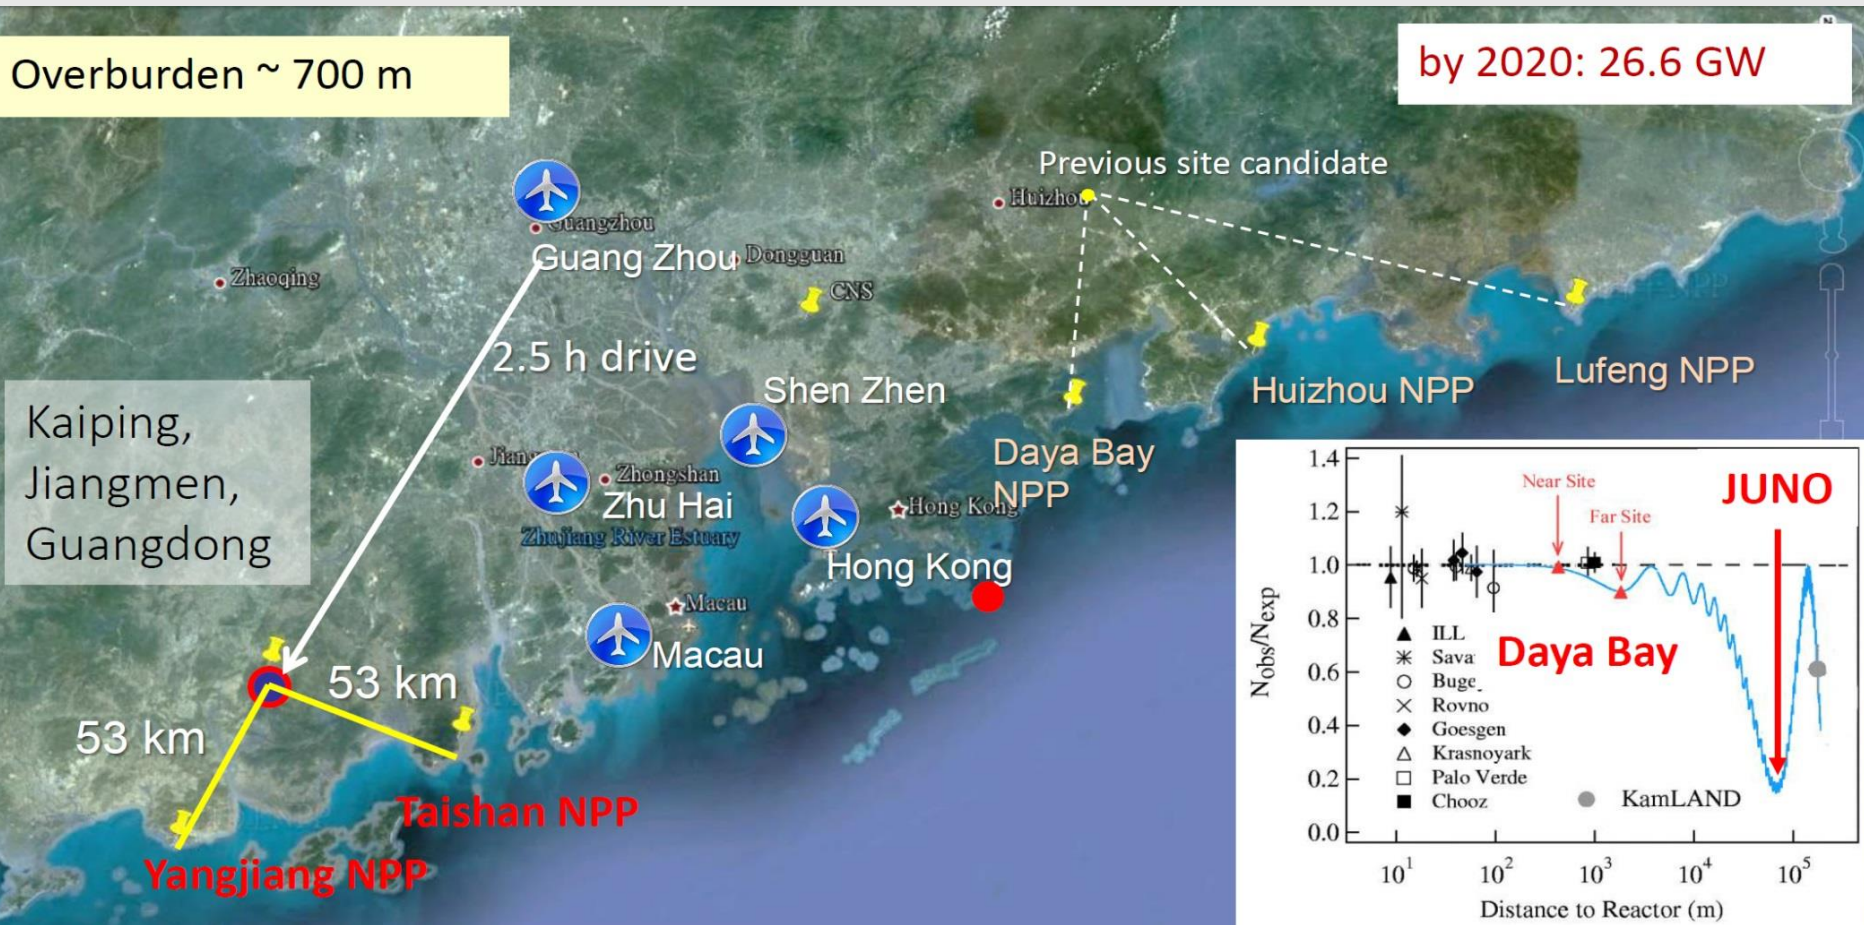 Overburden ~ 700 m
by 2020: 26.6 GW
Previous site candidate
Huizhou
Guangzhou
Guang Zhou
Dongguan
Zhaoqing
CNS
2.5 h drive
Shen Zhen
Huizhou NPP
Lufeng NPP
Kaiping,
Jiangmen,
Guangdong
Zhongshan
Zhu Hai
Zhujiang River Estuary
Daya Bay
NPP
Hong Kong
Hong Kong
Macau
Macau
53 km
53 km
Taishan NPP
Yangjiang NPP
JUNO
Near Site
Far Site
Daya Bay
Nobs/Nexp
1.4
1.2
1.0
0.8
0.6
0.4
0.2
0.0
ILL
Sava
Buge
Rovno
Goesgen
Krasnoyark
Palo Verde
Chooz
KamLAND
10¹ 10² 10³ 10⁴ 10⁵
Distance to Reactor (m)